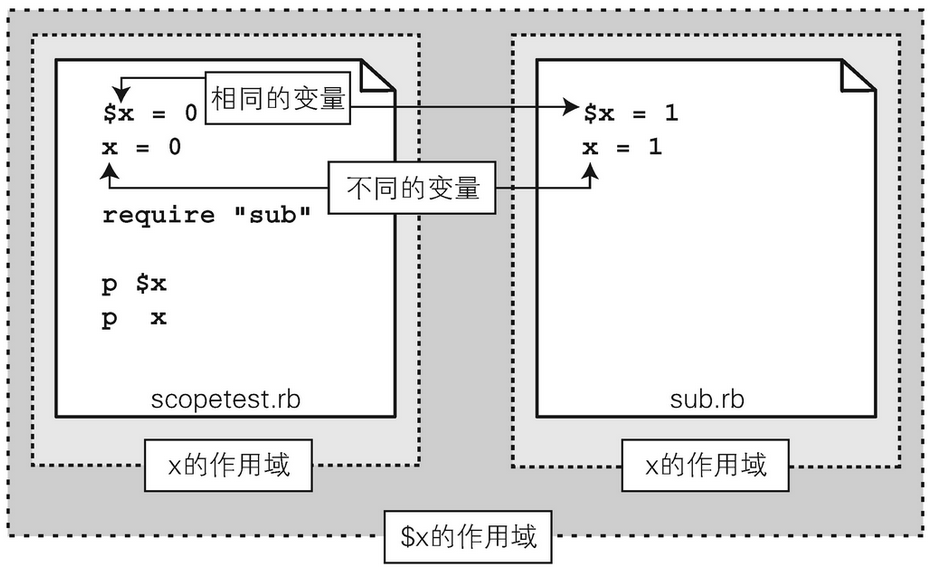 $x = 0
x = 0
require "sub"
p $x
p  x
scopetest.rb
x的作用域
相同的变量
不同的变量
$x = 1
x = 1
sub.rb
x的作用域
$x的作用域